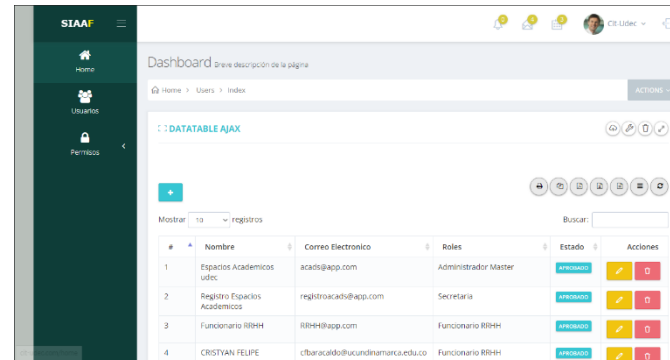 SIAAF
Cit-Udec
Home
Usuarios
Permisos
Dashboard Breve descripción de la página
Home > Users > Index
ACTIONS
DATATABLE AJAX
+
Mostrar 10 registros
Buscar:
# Nombre Correo Electronico Roles Estado Acciones
1 Espacios Academicos udec acads@app.com Administrador Master APROBADO
2 Registro Espacios Academicos registroacads@app.com Secretaria APROBADO
3 Funcionario RRHH RRHH@app.com Funcionario RRHH APROBADO
4 CRISTYAN FELIPE cfbaracaldo@ucundinamarca.edu.co Funcionario RRHH APROBADO